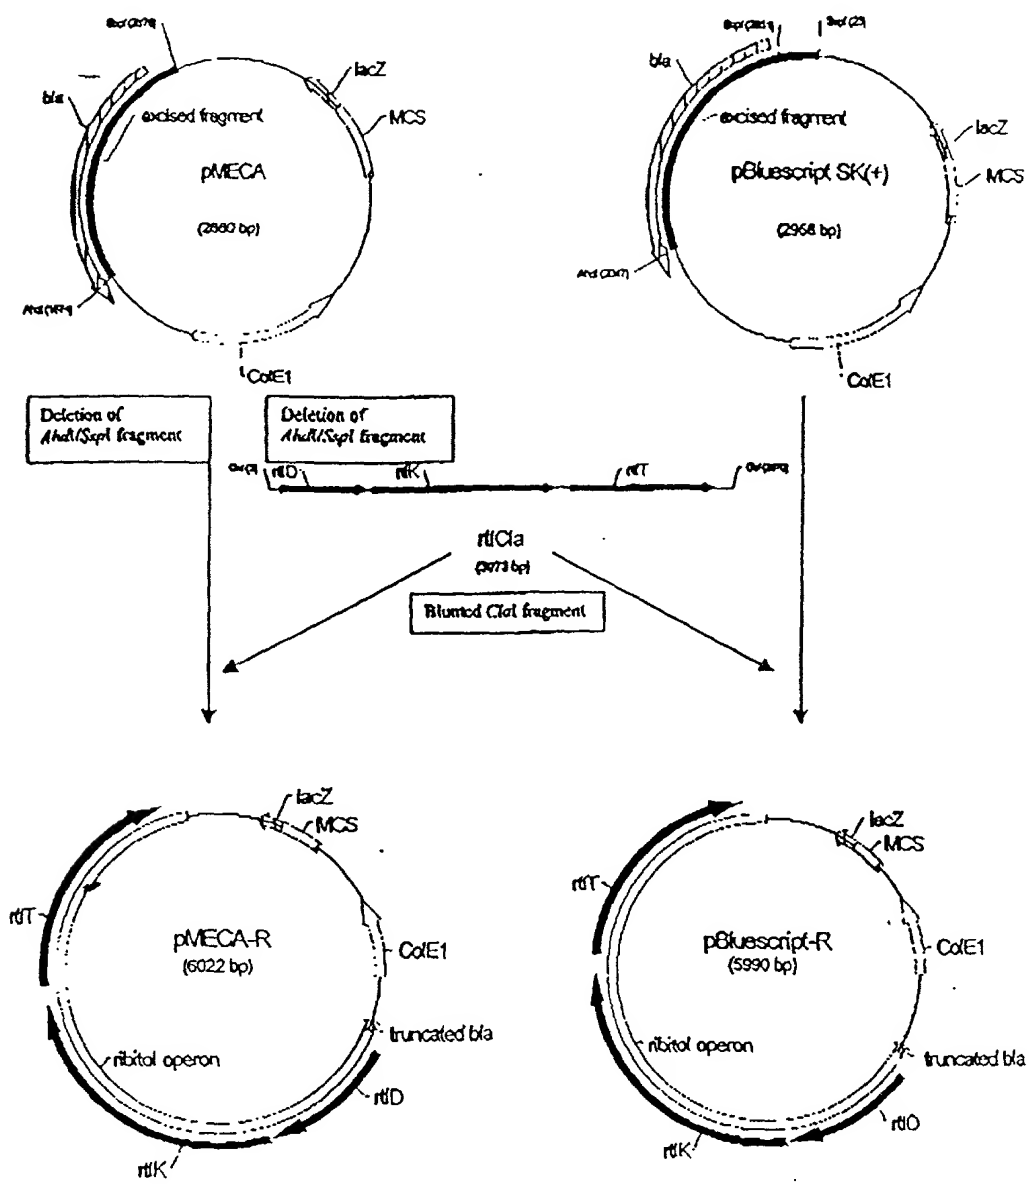 bla
excised fragment
lacZ
MCS
pMECA
ColE1
bla
excised fragment
lacZ
MCS
pBluescript SK(+)
(2958 bp)
ColE1
Deletion of
AhdI/SspI fragment
Deletion of
AhdI/SspI fragment
rtlD
rtlK
rtlT
rtlCla
Blunted ClaI fragment
lacZ
MCS
rtlT
pMECA-R
(6022 bp)
ColE1
truncated bla
ribitol operon
rtlD
rtlK
lacZ
MCS
rtlT
pBluescript-R
(5990 bp)
ColE1
truncated bla
ribitol operon
rtlD
rtlK